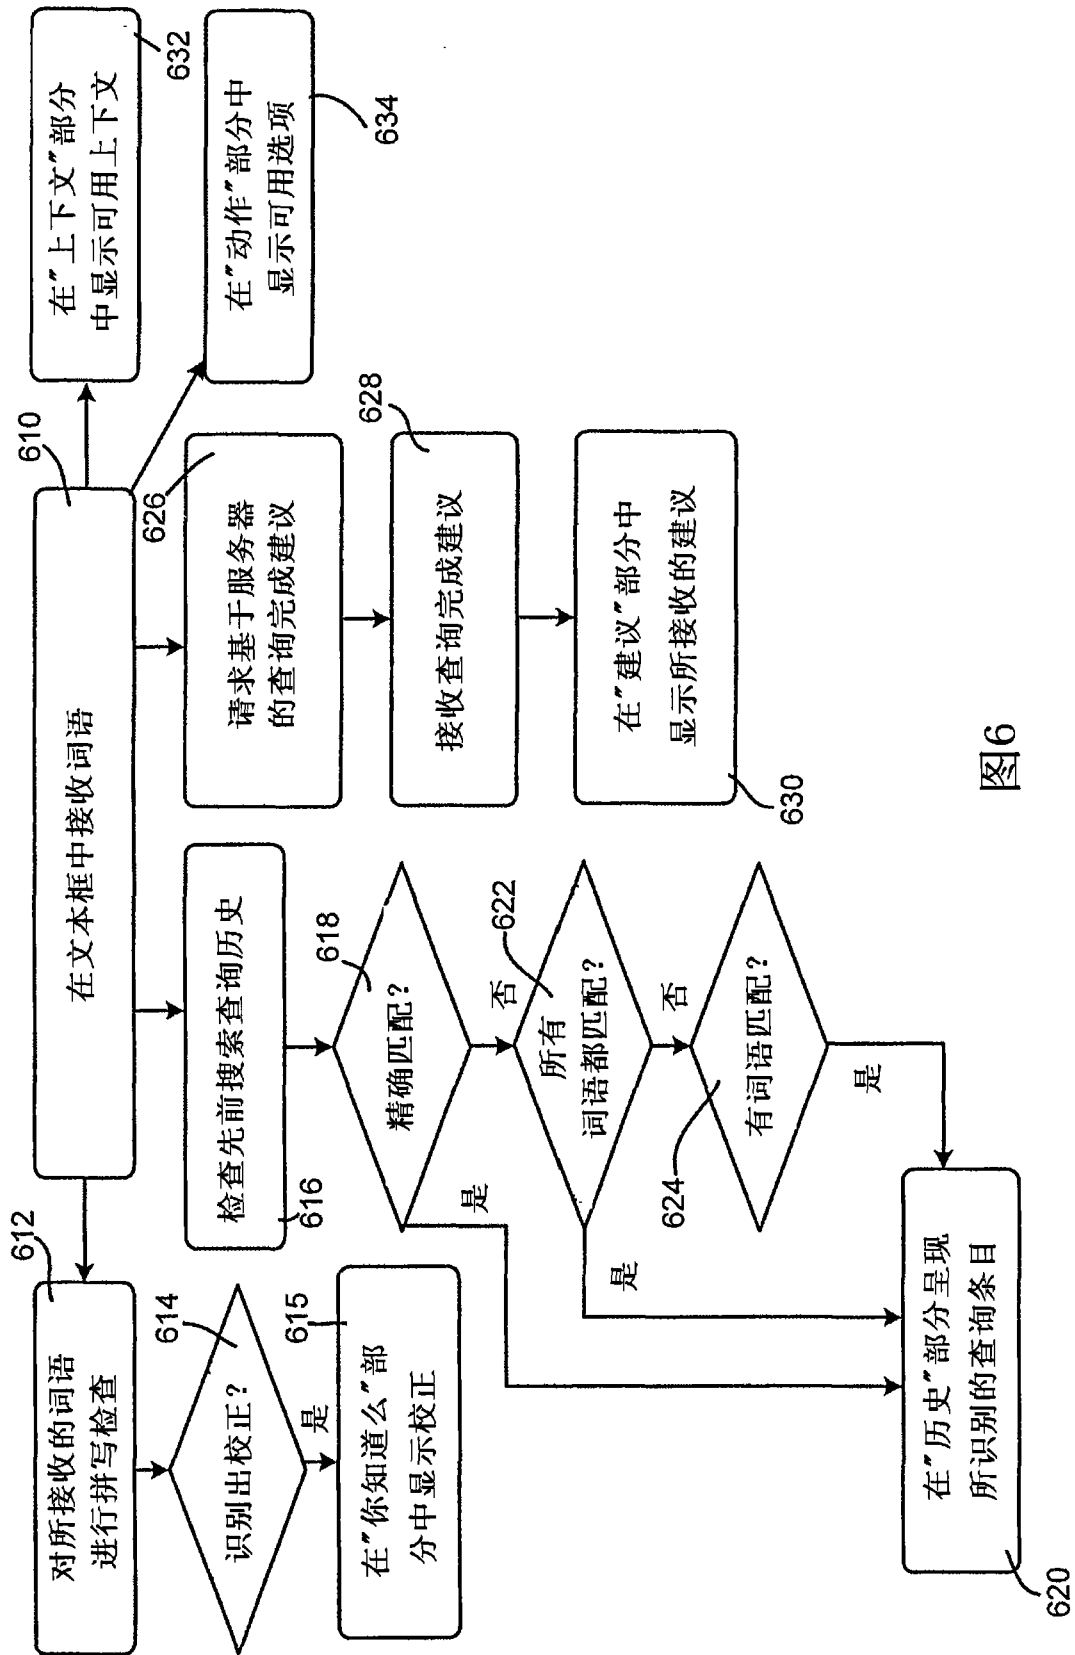 610
在文本框中接收词语
612
对所接收的词语
进行拼写检查
614
识别出校正?
是
615
在"你知道么"部
分中显示校正
616
检查先前搜索查询历史
618
精确匹配?
是
否
622
所有
词语都匹配?
是
否
624
有词语匹配?
是
620
在"历史"部分呈现
所识别的查询条目
626
请求基于服务器
的查询完成建议
628
接收查询完成建议
630
在"建议"部分中
显示所接收的建议
632
在"上下文"部分
中显示可用上下文
634
在"动作"部分中
显示可用选项
图6